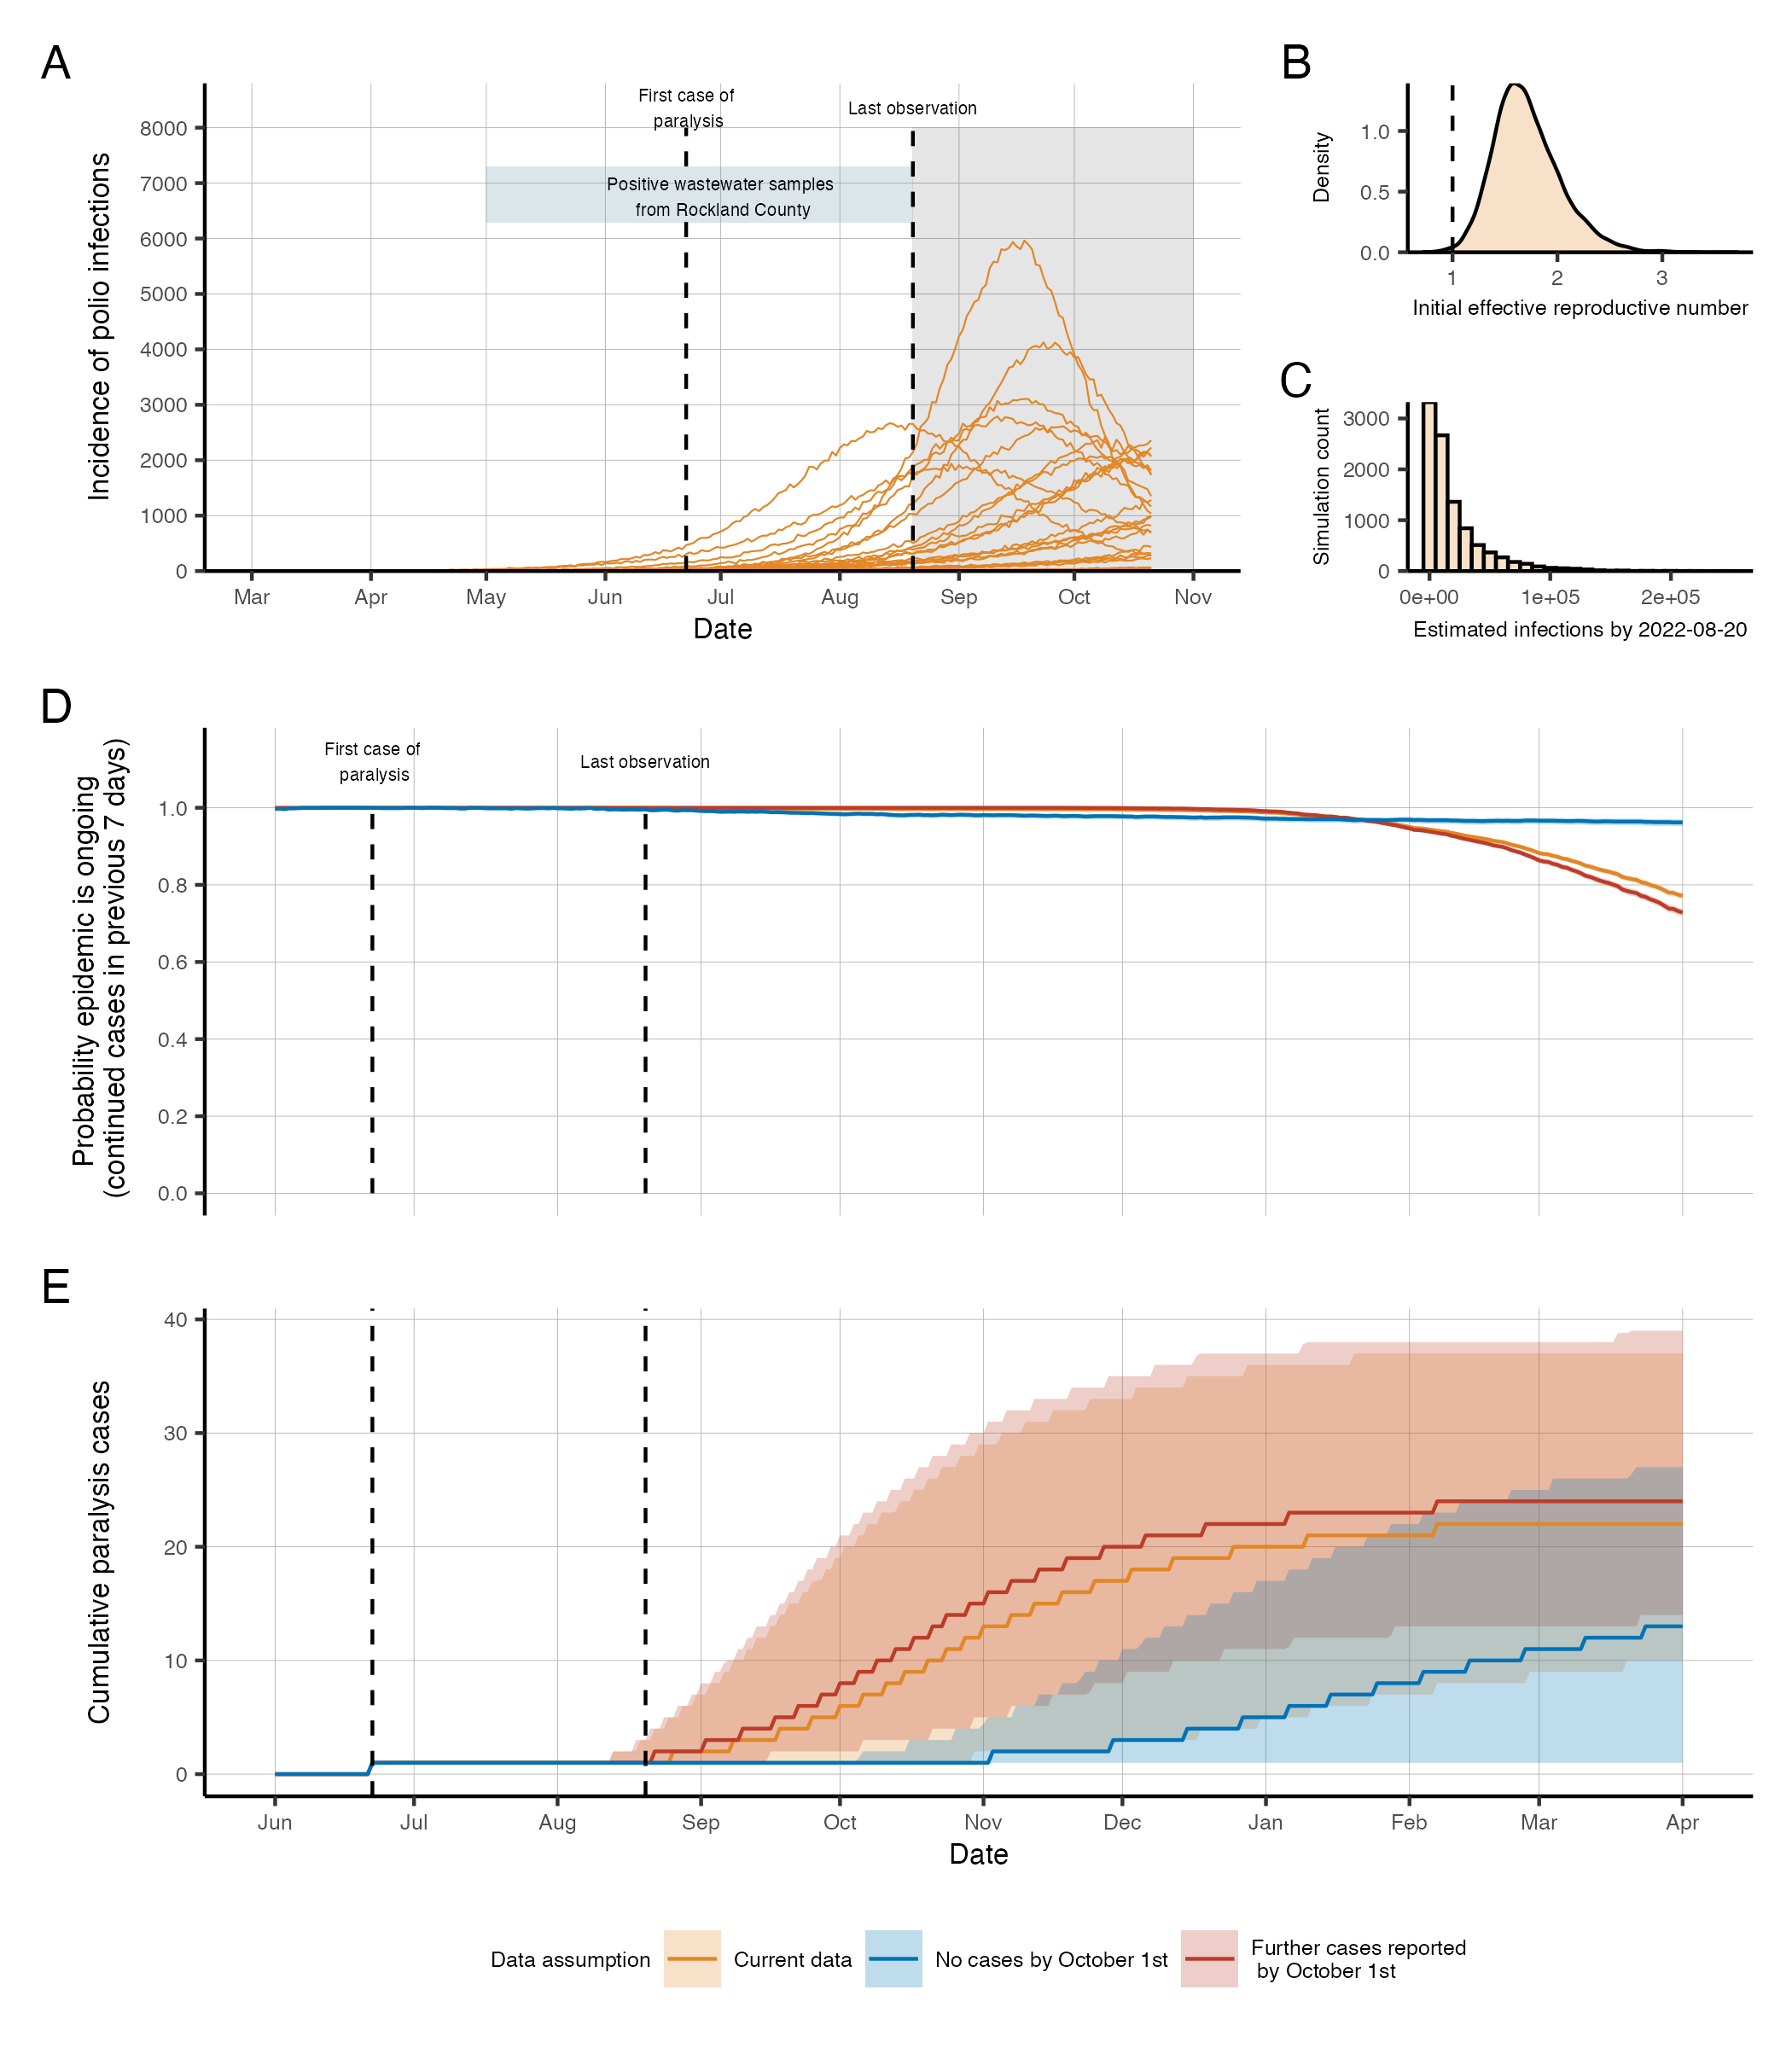 A
First case of
paralysis
Last observation
Positive wastewater samples
from Rockland County
Incidence of polio infections
8000
7000
6000
5000
4000
3000
2000
1000
0
Mar Apr May Jun Jul Aug Sep Oct Nov
Date
B
Density
1.0
0.5
0.0
1 2 3
Initial effective reproductive number
C
Simulation count
3000
2000
1000
0
0e+00 1e+05 2e+05
Estimated infections by 2022-08-20
D
First case of
paralysis
Last observation
Probability epidemic is ongoing
(continued cases in previous 7 days)
1.0
0.8
0.6
0.4
0.2
0.0
E
Cumulative paralysis cases
40
30
20
10
0
Jun Jul Aug Sep Oct Nov Dec Jan Feb Mar Apr
Date
Data assumption Current data No cases by October 1st Further cases reported
by October 1st